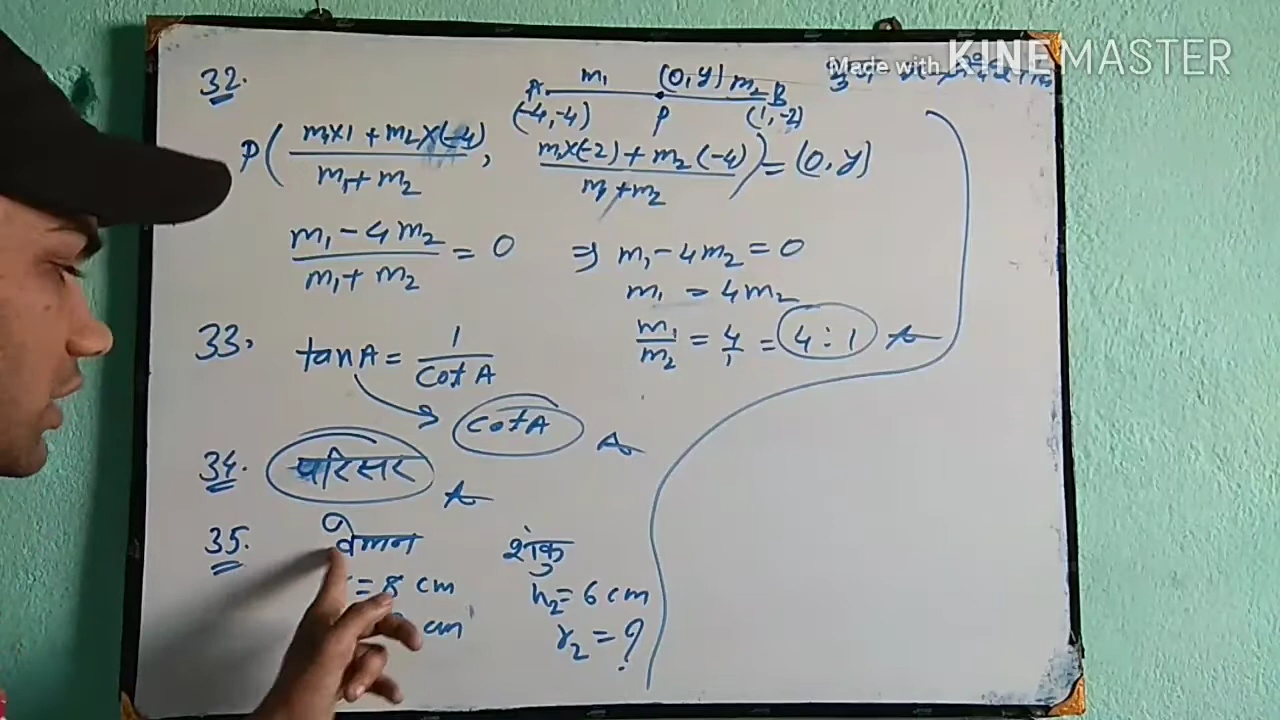 Made with KINEMASTER
32.
A m₁ (0,y) m₂ B
(-4,-4) P (1,-2)
P( (m₁×1 + m₂×(-4))/(m₁+m₂), (m₁×(-2) + m₂(-4))/(m₁+m₂) ) = (0,y)
(m₁-4m₂)/(m₁+m₂) = 0 ⇒ m₁-4m₂=0
m₁ = 4m₂
m₁/m₂ = 4/1 = 4:1 A
33. tanA = 1/cotA
cotA A
34. परिसर A
35. बेलन शंकु
= 8 cm h₂=6 cm
cm r₂=?